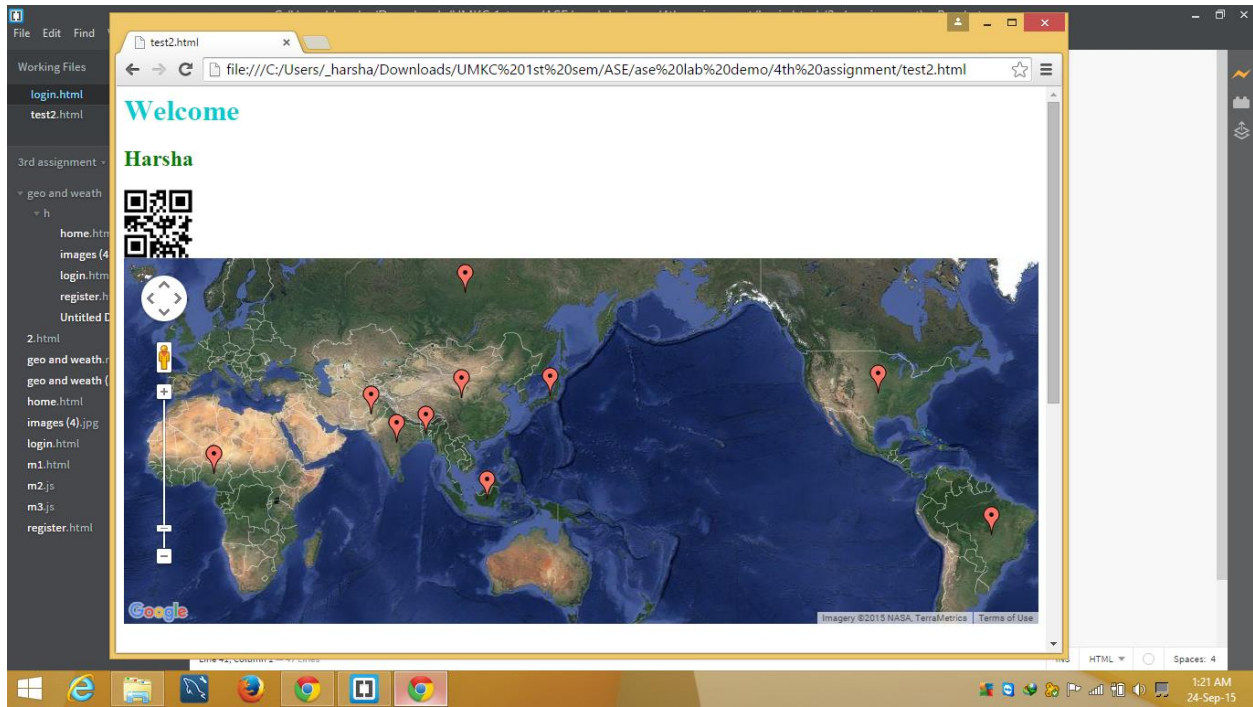 File Edit Find
Working Files
login.html
test2.html
3rd assignment
geo and weath
h
home.htm
images (4
login.htm
register.h
Untitled D
2.html
geo and weath.
geo and weath (
home.html
images (4).jpg
login.html
m1.html
m2.js
m3.js
register.html
test2.html
file:///C:/Users/_harsha/Downloads/UMKC%201st%20sem/ASE/ase%20lab%20demo/4th%20assignment/test2.html
Welcome
Harsha
Google
Imagery ©2015 NASA, TerraMetrics
Terms of Use
HTML
Spaces: 4
1:21 AM
24-Sep-15